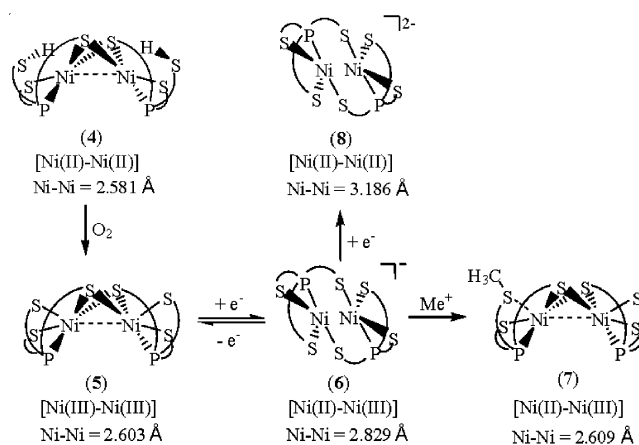 S H S S H S
S Ni Ni S
P P
(4)
[Ni(II)-Ni(II)]
Ni-Ni = 2.581 Å
S P S S 2-
Ni Ni
S S P S
(8)
[Ni(II)-Ni(II)]
Ni-Ni = 3.186 Å
O2
+ e-
S S S S
S Ni Ni S
P P
(5)
[Ni(III)-Ni(III)]
Ni-Ni = 2.603 Å
+ e-
- e-
S P S S -
Ni Ni
S S P S
(6)
[Ni(II)-Ni(III)]
Ni-Ni = 2.829 Å
Me+
H3C
S S S S
S Ni Ni S
P P
(7)
[Ni(II)-Ni(III)]
Ni-Ni = 2.609 Å